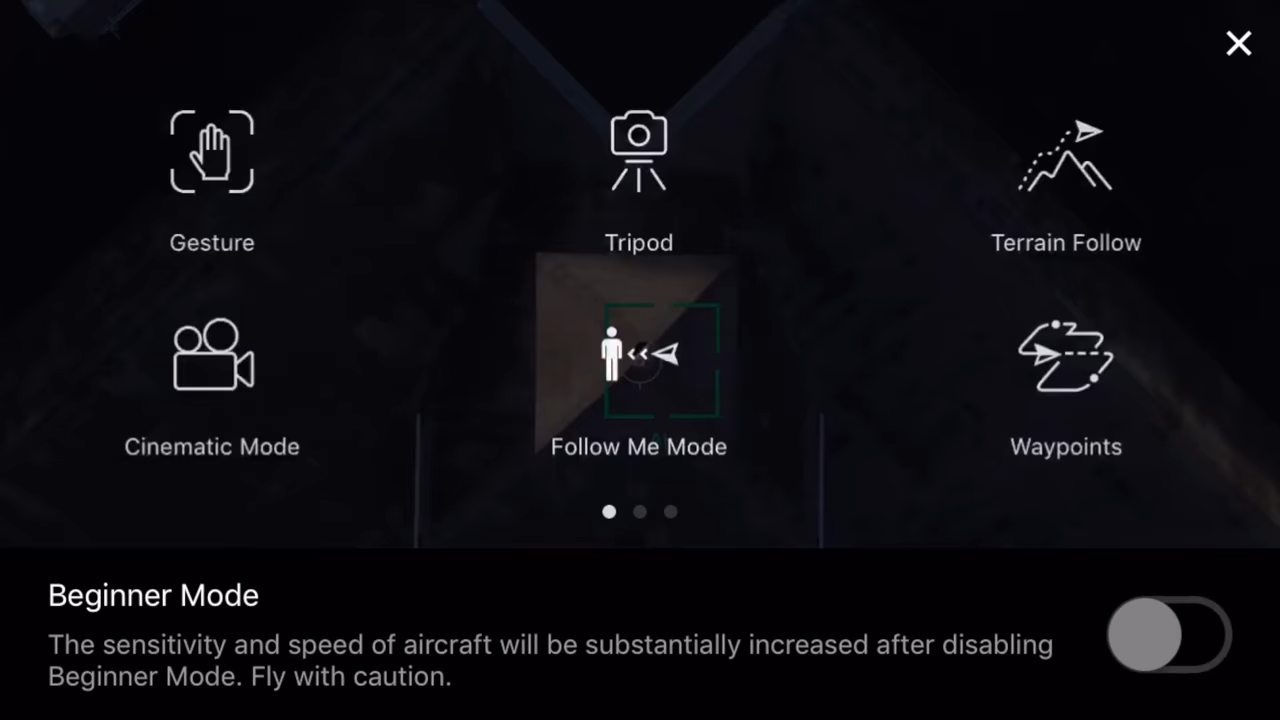 Gesture
Tripod
Terrain Follow
Cinematic Mode
Follow Me Mode
Waypoints
Beginner Mode
The sensitivity and speed of aircraft will be substantially increased after disabling
Beginner Mode. Fly with caution.